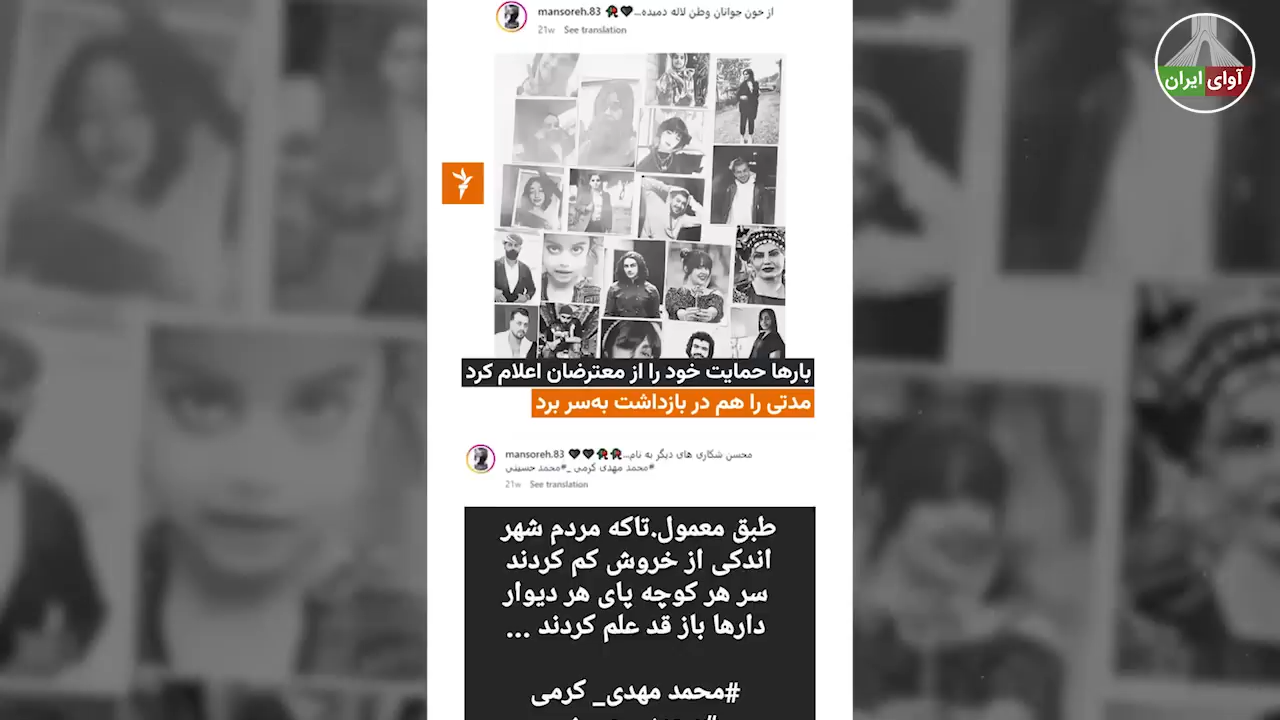 mansoreh.83 🥀🖤 از خون جوانان وطن لاله دمیده...
21w See translation
آوای ایران
بارها حمایت خود را از معترضان اعلام کرد
مدتی را هم در بازداشت به‌سر برد
mansoreh.83 🖤🖤🥀🥀 محسن شکاری های دیگر به نام...
#محمد مهدی کرمی _#محمد حسینی
21w See translation
طبق معمول.تاکه مردم شهر
اندکی از خروش کم کردند
سر هر کوچه پای هر دیوار
دارها باز قد علم کردند ...
#محمد مهدی_ کرمی